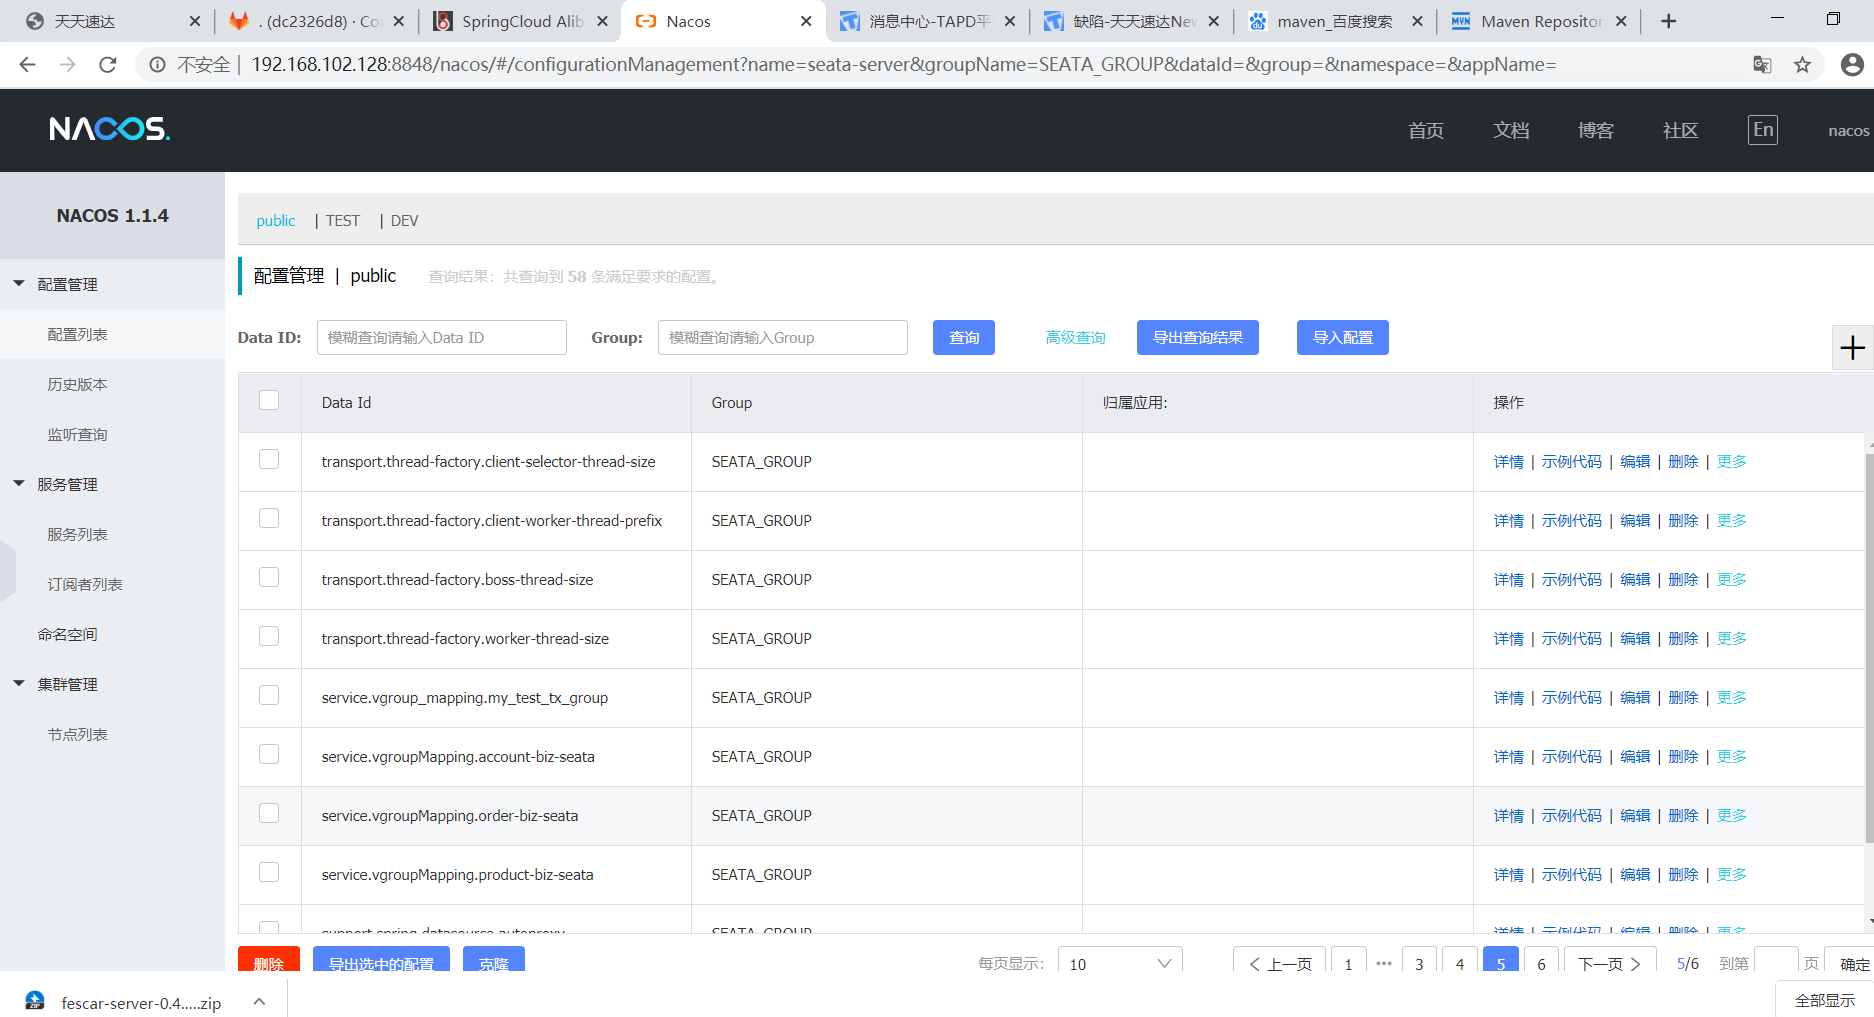 天天速达
. (dc2326d8) · Co
SpringCloud Alib
Nacos
消息中心-TAPD平
缺陷-天天速达New
maven_百度搜索
Maven Repositor
不安全 | 192.168.102.128:8848/nacos/#/configurationManagement?name=seata-server&groupName=SEATA_GROUP&dataId=&group=&namespace=&appName=
NACOS.
首页 文档 博客 社区 En nacos
NACOS 1.1.4
配置管理
配置列表
历史版本
监听查询
服务管理
服务列表
订阅者列表
命名空间
集群管理
节点列表
public | TEST | DEV
配置管理 | public 查询结果：共查询到 58 条满足要求的配置。
Data ID: 模糊查询请输入Data ID Group: 模糊查询请输入Group 查询 高级查询 导出查询结果 导入配置
Data Id Group 归属应用: 操作
transport.thread-factory.client-selector-thread-size SEATA_GROUP 详情 | 示例代码 | 编辑 | 删除 | 更多
transport.thread-factory.client-worker-thread-prefix SEATA_GROUP 详情 | 示例代码 | 编辑 | 删除 | 更多
transport.thread-factory.boss-thread-size SEATA_GROUP 详情 | 示例代码 | 编辑 | 删除 | 更多
transport.thread-factory.worker-thread-size SEATA_GROUP 详情 | 示例代码 | 编辑 | 删除 | 更多
service.vgroup_mapping.my_test_tx_group SEATA_GROUP 详情 | 示例代码 | 编辑 | 删除 | 更多
service.vgroupMapping.account-biz-seata SEATA_GROUP 详情 | 示例代码 | 编辑 | 删除 | 更多
service.vgroupMapping.order-biz-seata SEATA_GROUP 详情 | 示例代码 | 编辑 | 删除 | 更多
service.vgroupMapping.product-biz-seata SEATA_GROUP 详情 | 示例代码 | 编辑 | 删除 | 更多
support.spring.datasource.autoproxy SEATA_GROUP 详情 | 示例代码 | 编辑 | 删除 | 更多
删除 导出选中的配置 克隆 每页显示: 10 上一页 1 ••• 3 4 5 6 下一页 5/6 到第 页 确定
fescar-server-0.4.....zip 全部显示